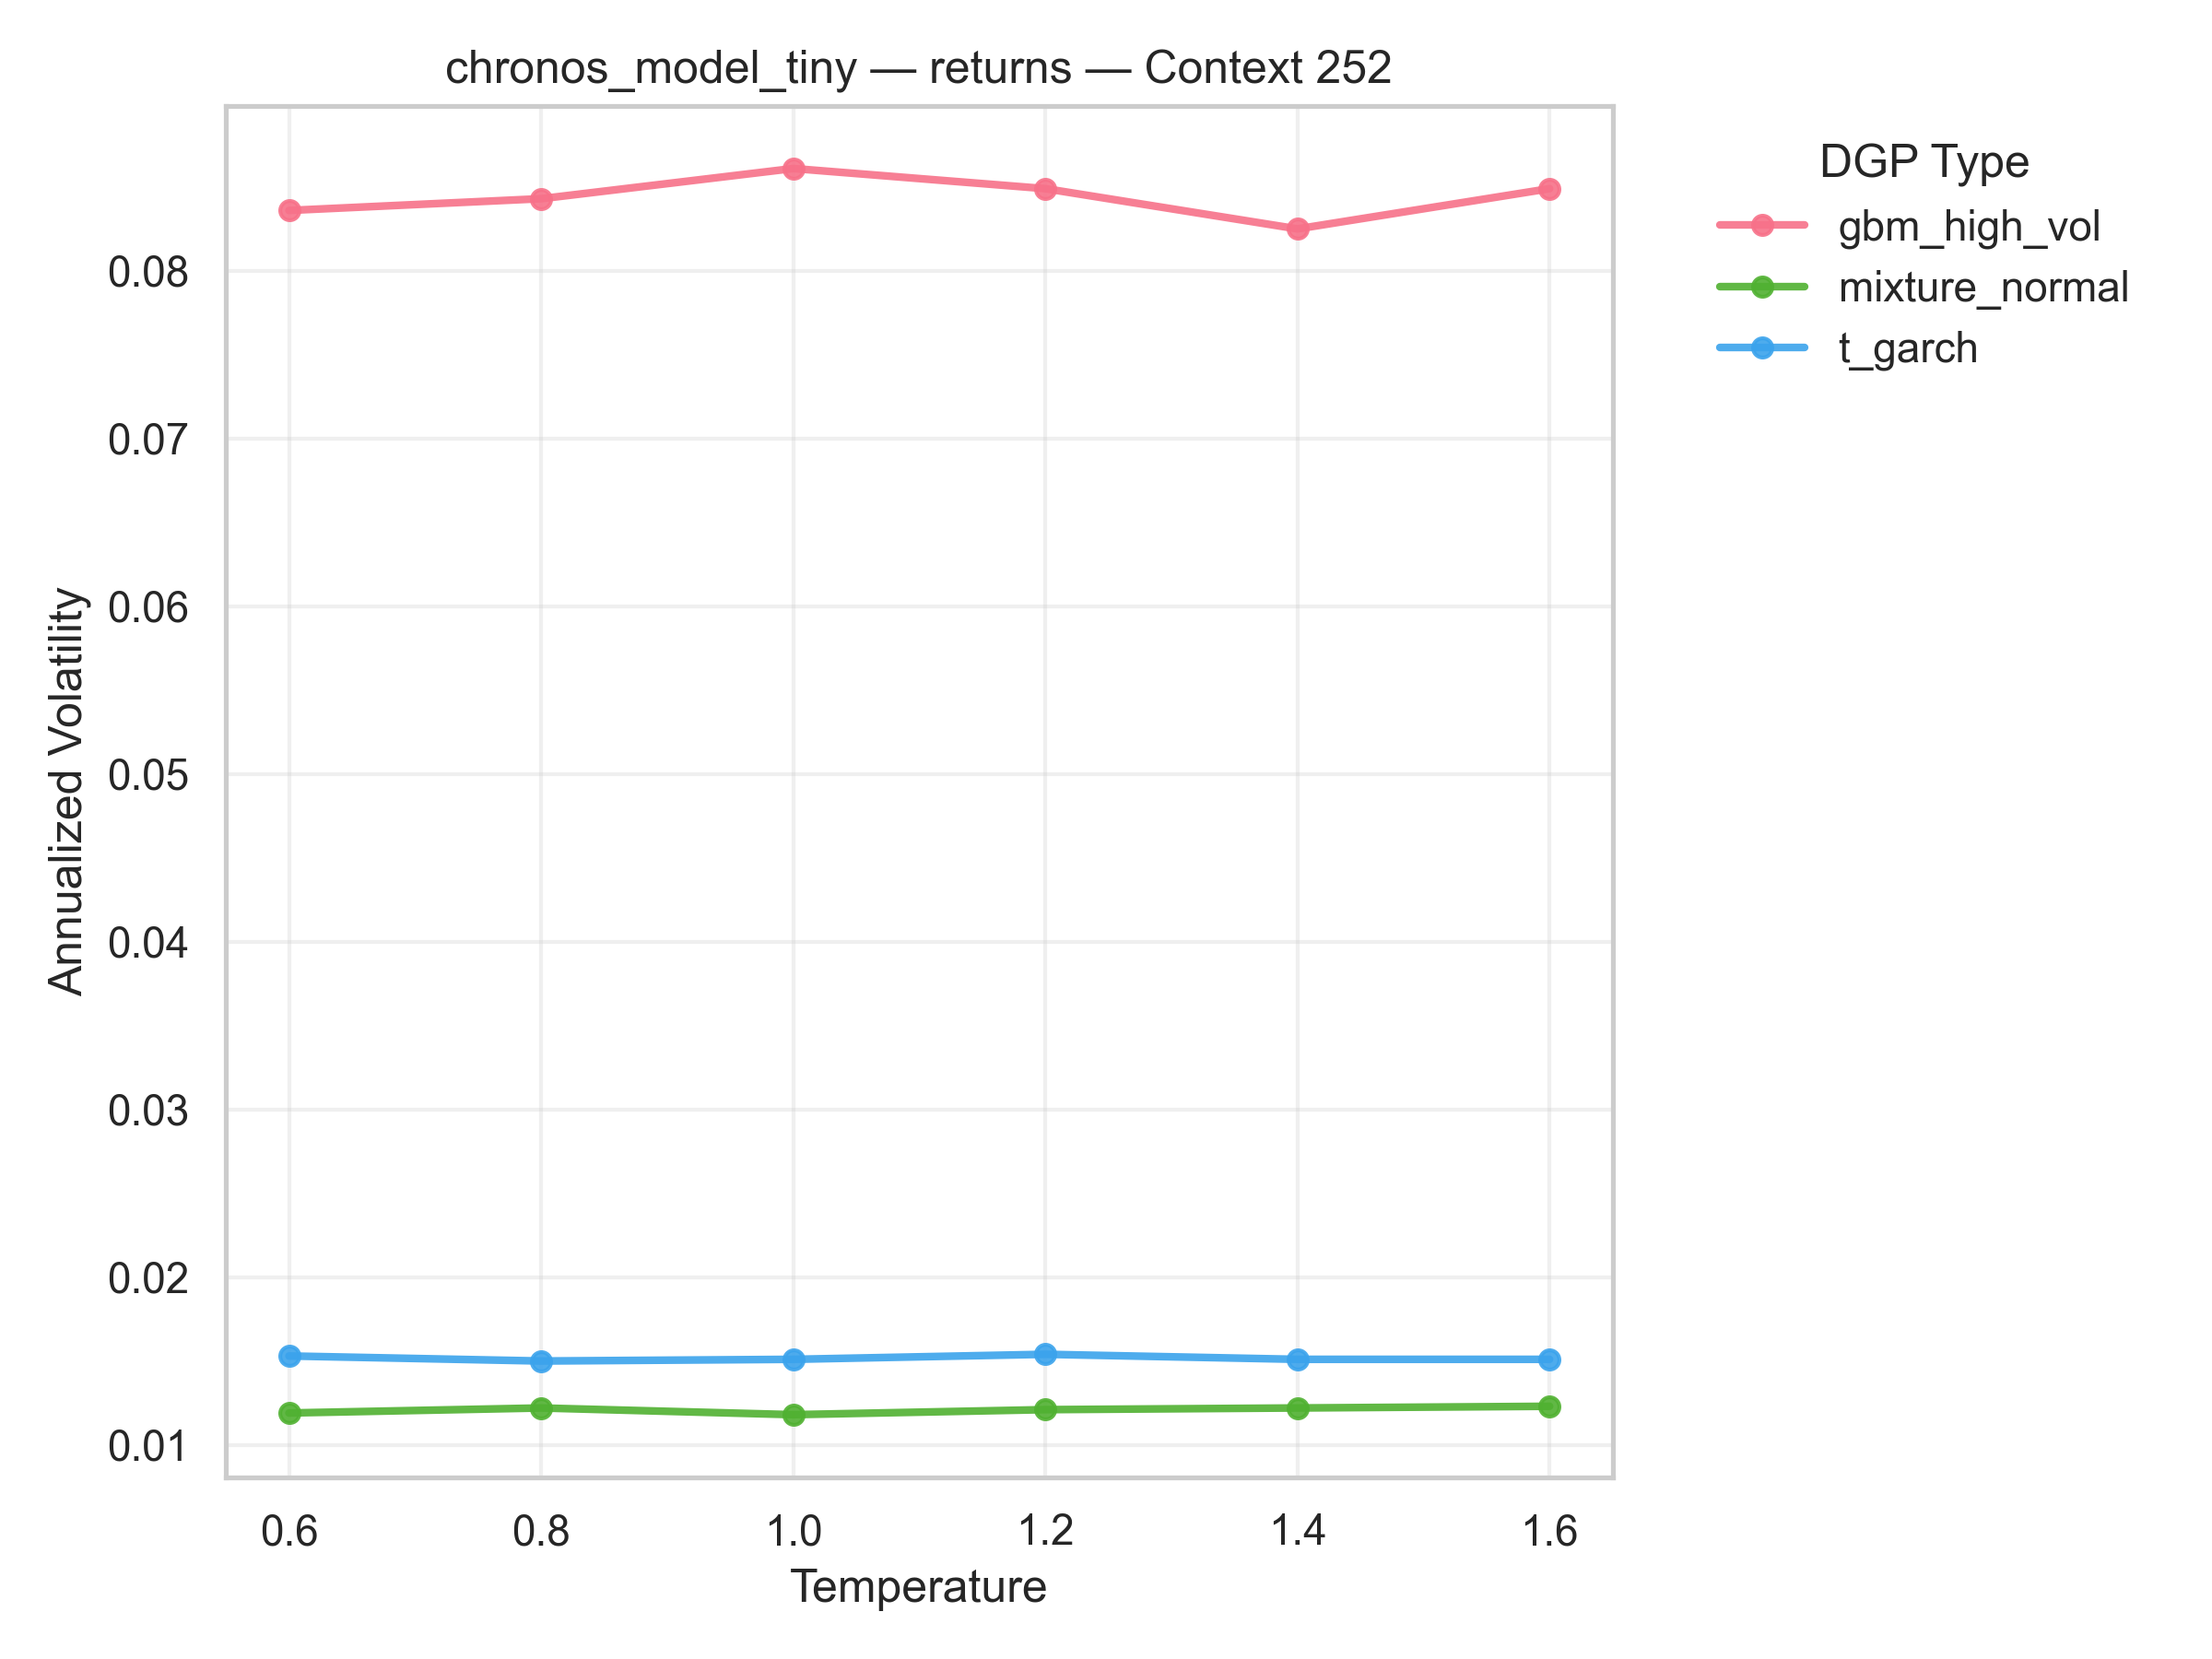 chronos_model_tiny — returns — Context 252
DGP Type
gbm_high_vol
mixture_normal
t_garch
Annualized Volatility
0.08
0.07
0.06
0.05
0.04
0.03
0.02
0.01
0.6 0.8 1.0 1.2 1.4 1.6
Temperature